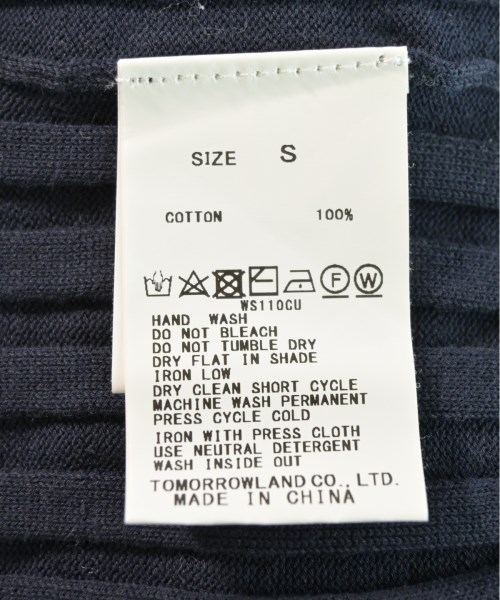 SIZE S
COTTON 100%
F W
WS110CU
HAND WASH
DO NOT BLEACH
DO NOT TUMBLE DRY
DRY FLAT IN SHADE
IRON LOW
DRY CLEAN SHORT CYCLE
MACHINE WASH PERMANENT
PRESS CYCLE COLD
IRON WITH PRESS CLOTH
USE NEUTRAL DETERGENT
WASH INSIDE OUT
TOMORROWLAND CO., LTD.
MADE IN CHINA